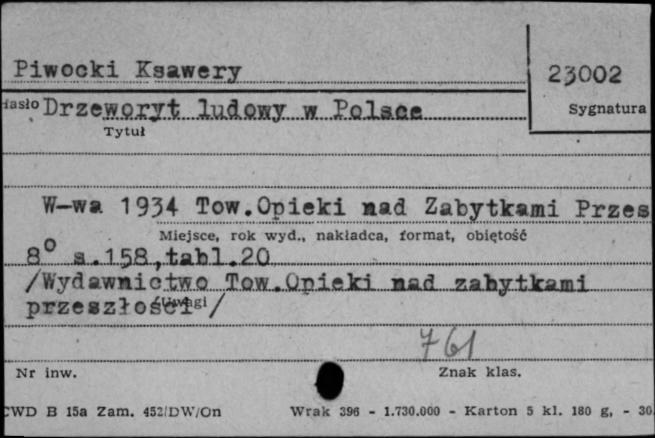 Piwocki Ksawery
23002
Hasło Drzeworyt ludowy w Polsce
Sygnatura
Tytuł
W-wa 1934 Tow.Opieki nad Zabytkami Przes
Miejsce, rok wyd., nakładca, format, objętość
8° s.158,tabl.20
/Wydawnictwo Tow.Opieki nad zabytkami
przeszłości/
Uwagi
761
Nr inw.
Znak klas.
CWD B 15a Zam. 452/DW/On Wrak 396 - 1.730.000 - Karton 5 kl. 180 g, - 30